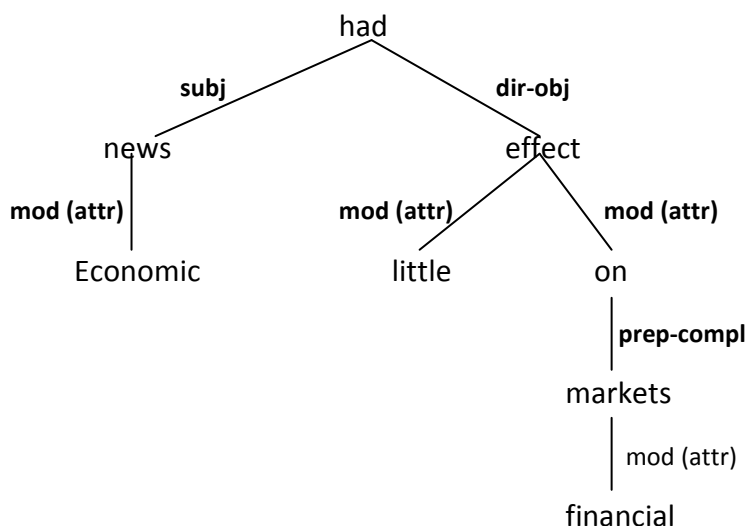 had
subj dir-obj
news effect
mod (attr) mod (attr) mod (attr)
Economic little on
prep-compl
markets
mod (attr)
financial